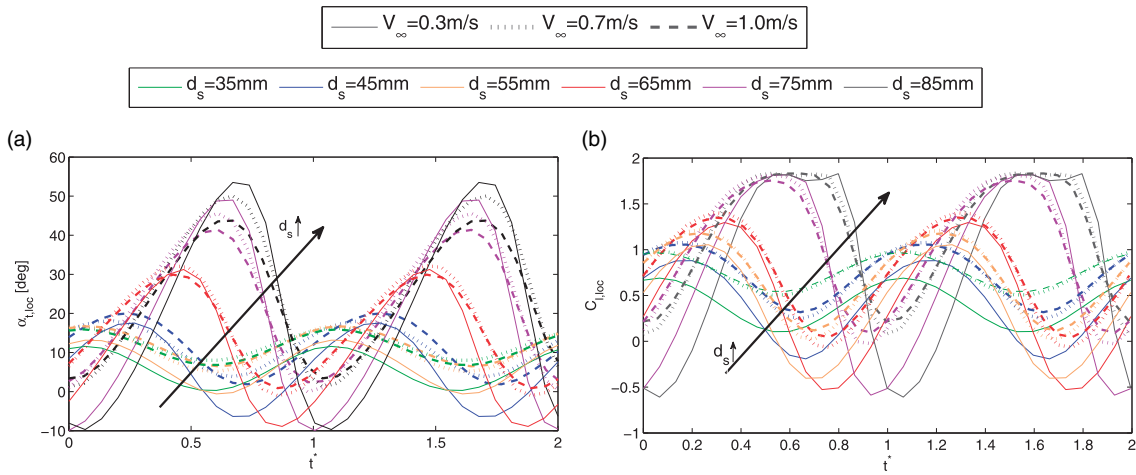 V∞=0.3m/s V∞=0.7m/s V∞=1.0m/s
ds=35mm ds=45mm ds=55mm ds=65mm ds=75mm ds=85mm
(a)
60
50
40
30
20
10
0
−10
αt,loc [deg]
ds
0 0.5 1 1.5 2
t*
(b)
2
1.5
1
0.5
0
−0.5
−1
Cl,loc
ds
0 0.2 0.4 0.6 0.8 1 1.2 1.4 1.6 1.8 2
t*